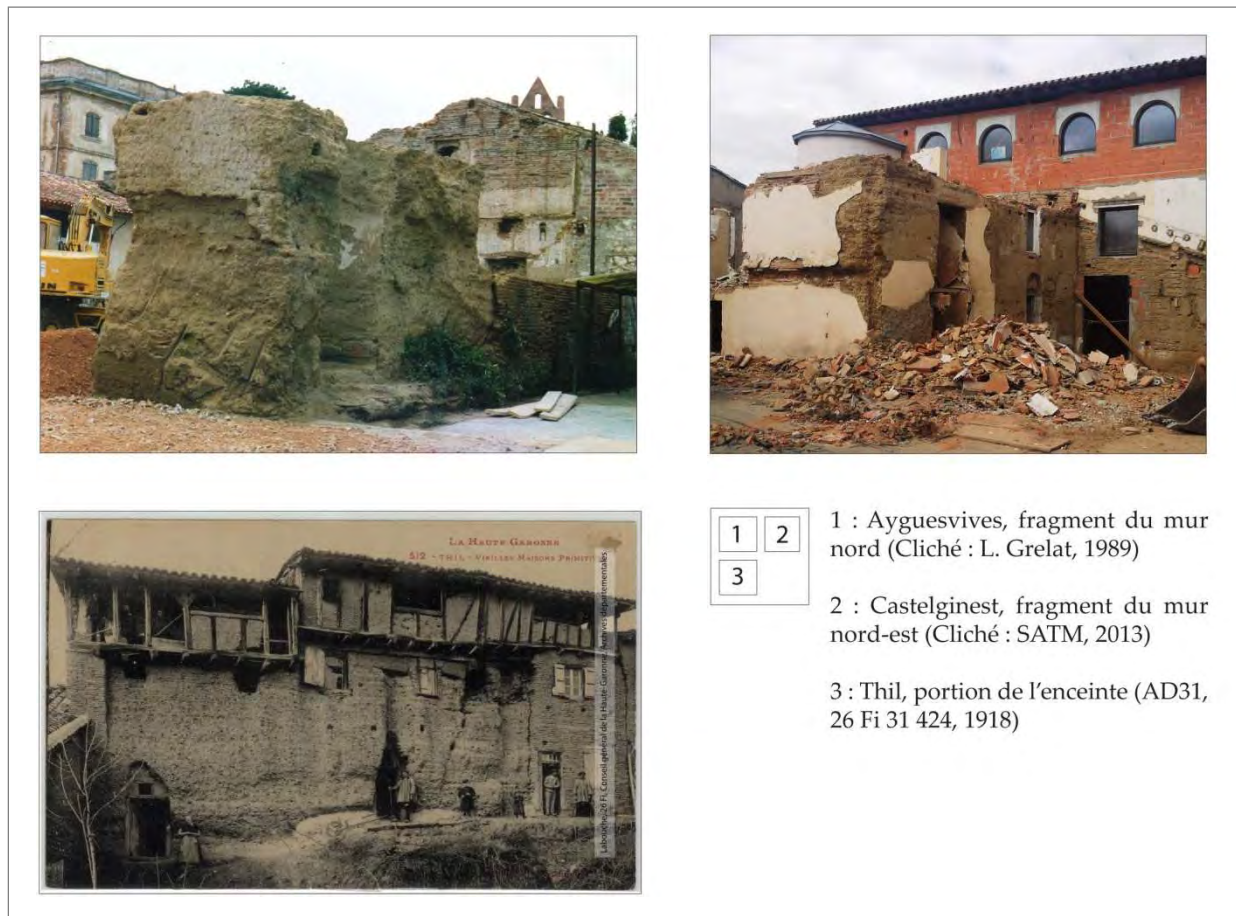 LA HAUTE GARONNE
512 - THIL - VIEILLES MAISONS PRIMITI
Labouche, 26 Fi, Conseil général de la Haute-Garonne, Archives départementales
1 2
3
1 : Ayguesvives, fragment du mur
nord (Cliché : L. Grelat, 1989)
2 : Castelginest, fragment du mur
nord-est (Cliché : SATM, 2013)
3 : Thil, portion de l’enceinte (AD31,
26 Fi 31 424, 1918)